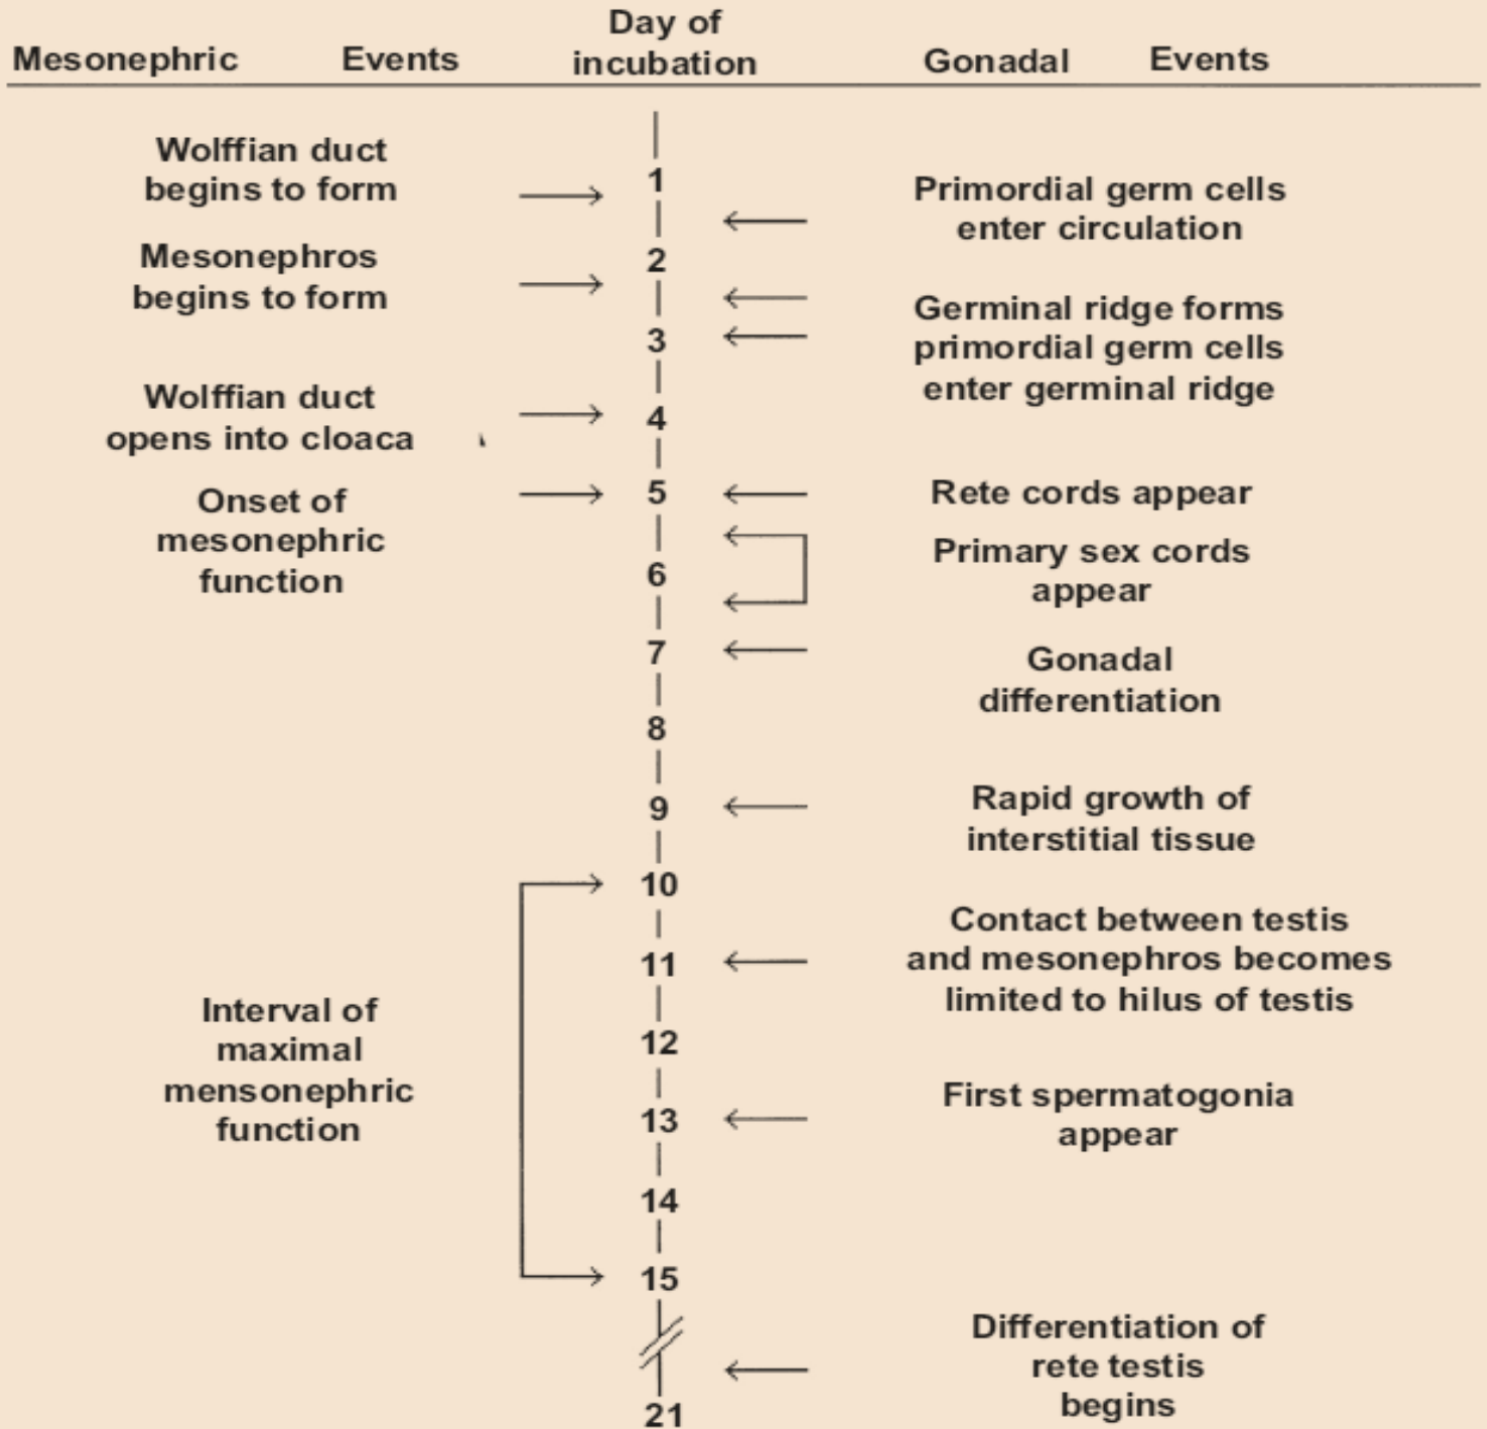 Day of
incubation
Mesonephric Events
Gonadal Events
Wolffian duct
begins to form
1
Primordial germ cells
enter circulation
Mesonephros
begins to form
2
Germinal ridge forms
primordial germ cells
enter germinal ridge
3
Wolffian duct
opens into cloaca
4
Onset of
mesonephric
function
5
Rete cords appear
Primary sex cords
appear
6
7
Gonadal
differentiation
8
9
Rapid growth of
interstitial tissue
10
Contact between testis
and mesonephros becomes
limited to hilus of testis
11
Interval of
maximal
mensonephric
function
12
13
First spermatogonia
appear
14
15
Differentiation of
rete testis
begins
21